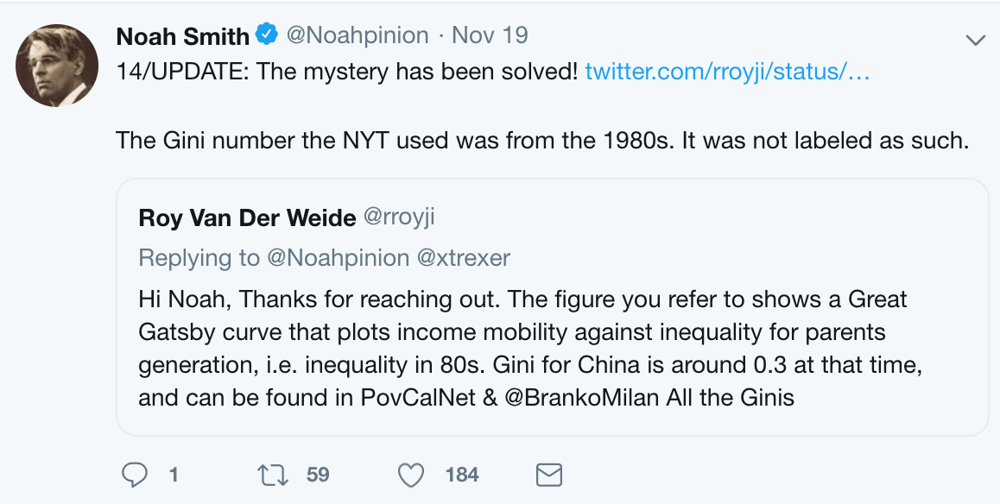 Noah Smith @Noahpinion · Nov 19
14/UPDATE: The mystery has been solved! twitter.com/rroyji/status/…
The Gini number the NYT used was from the 1980s. It was not labeled as such.
Roy Van Der Weide @rroyji
Replying to @Noahpinion @xtrexer
Hi Noah, Thanks for reaching out. The figure you refer to shows a Great
Gatsby curve that plots income mobility against inequality for parents
generation, i.e. inequality in 80s. Gini for China is around 0.3 at that time,
and can be found in PovCalNet & @BrankoMilan All the Ginis
1 59 184